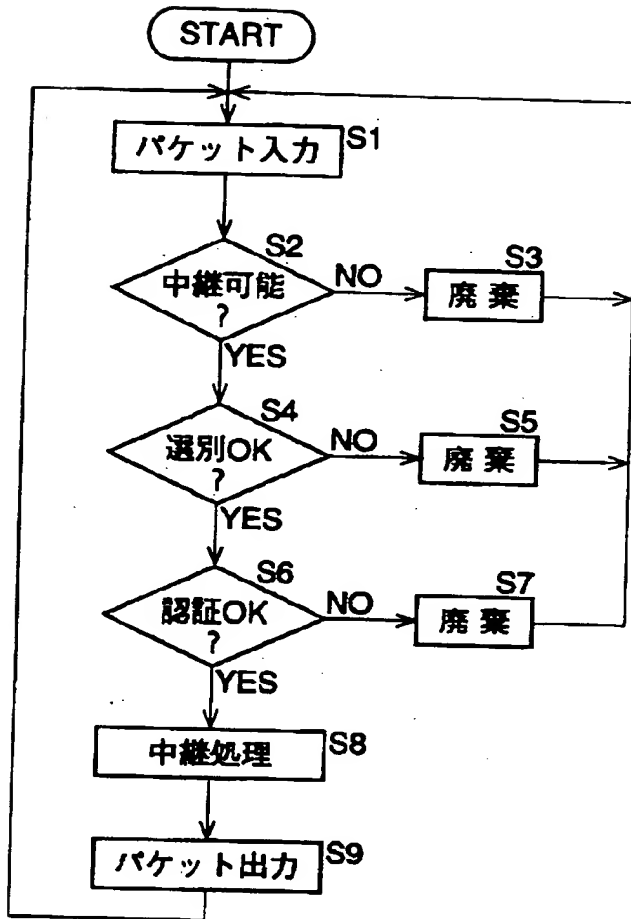 START
パケット入力 S1
S2
中継可能 NO
?
S3
廃棄
YES
S4
選別OK NO
?
S5
廃棄
YES
S6
認証OK NO
?
S7
廃棄
YES
中継処理 S8
パケット出力 S9